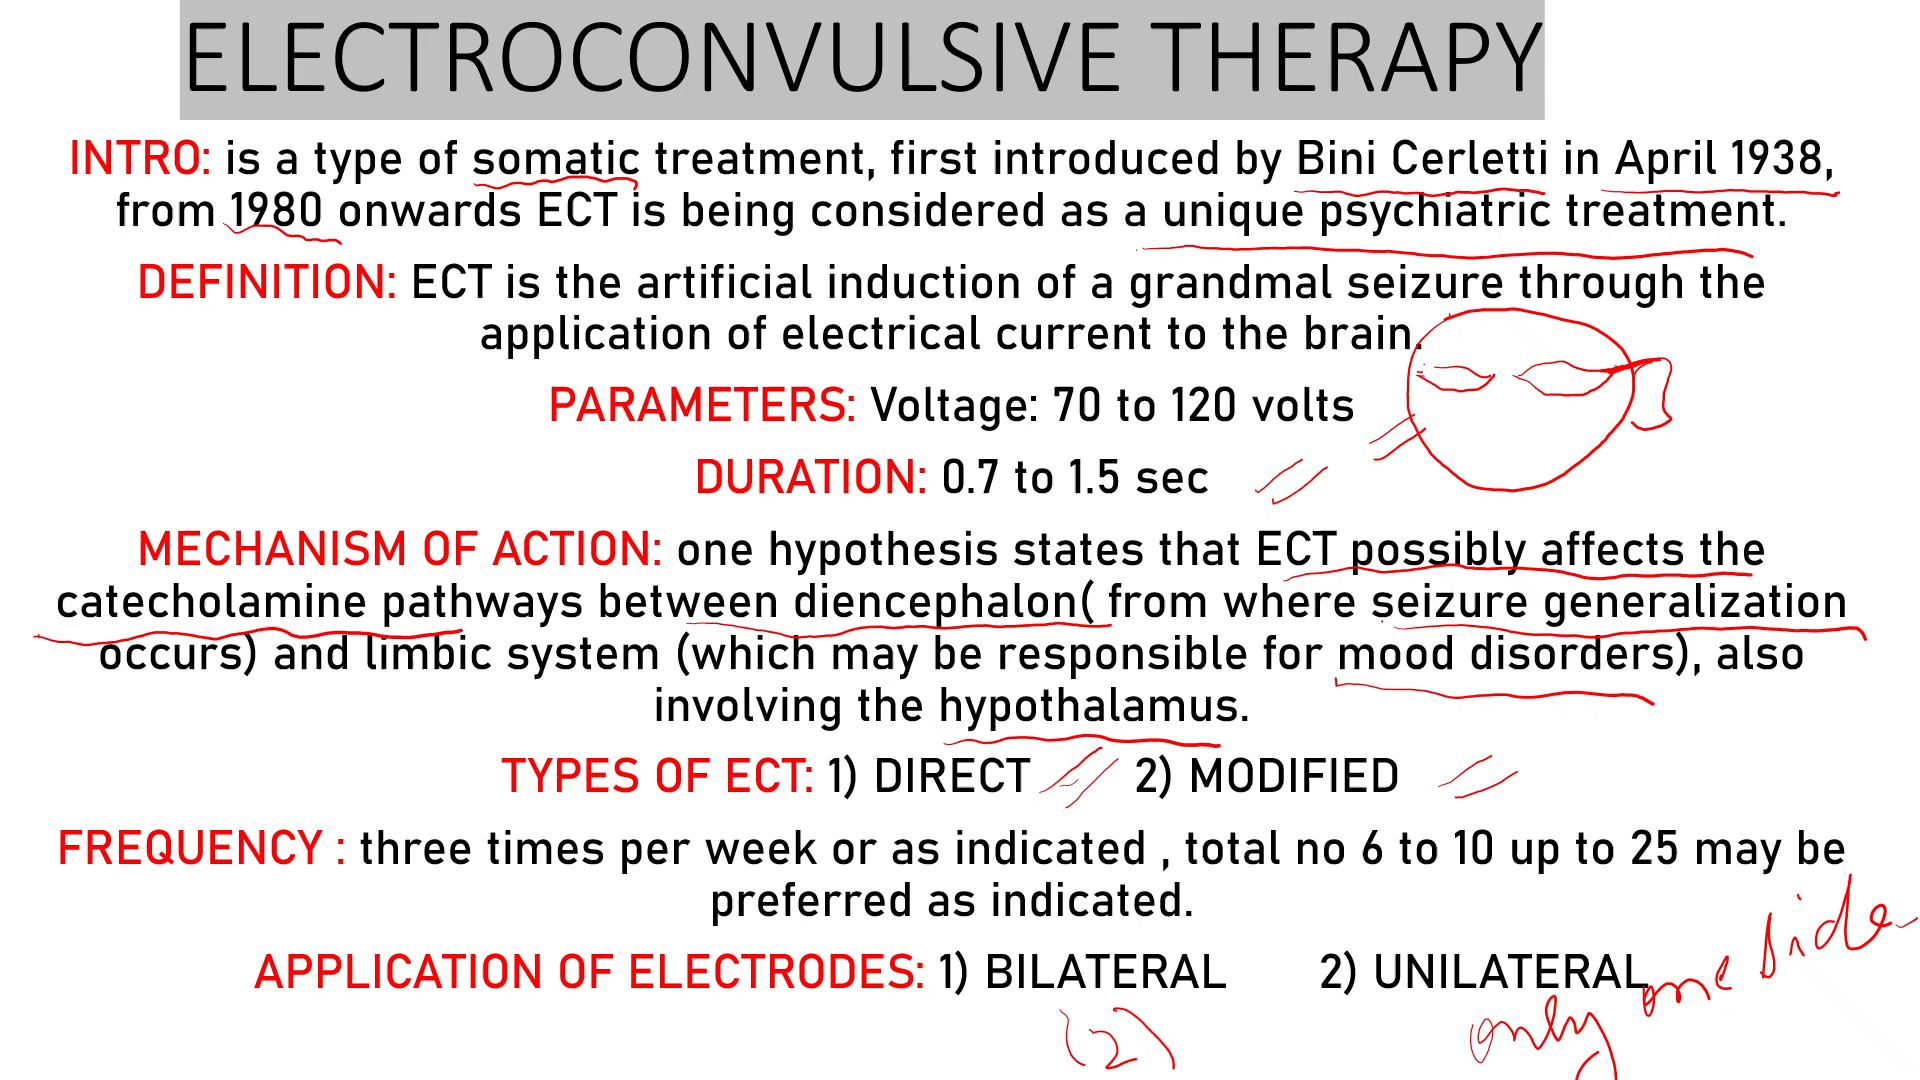 ELECTROCONVULSIVE THERAPY
INTRO: is a type of somatic treatment, first introduced by Bini Cerletti in April 1938,
from 1980 onwards ECT is being considered as a unique psychiatric treatment.
DEFINITION: ECT is the artificial induction of a grandmal seizure through the
application of electrical current to the brain.
PARAMETERS: Voltage: 70 to 120 volts
DURATION: 0.7 to 1.5 sec
MECHANISM OF ACTION: one hypothesis states that ECT possibly affects the
catecholamine pathways between diencephalon( from where seizure generalization
occurs) and limbic system (which may be responsible for mood disorders), also
involving the hypothalamus.
TYPES OF ECT: 1) DIRECT 2) MODIFIED
FREQUENCY : three times per week or as indicated , total no 6 to 10 up to 25 may be
preferred as indicated.
APPLICATION OF ELECTRODES: 1) BILATERAL 2) UNILATERAL
(2) only one side